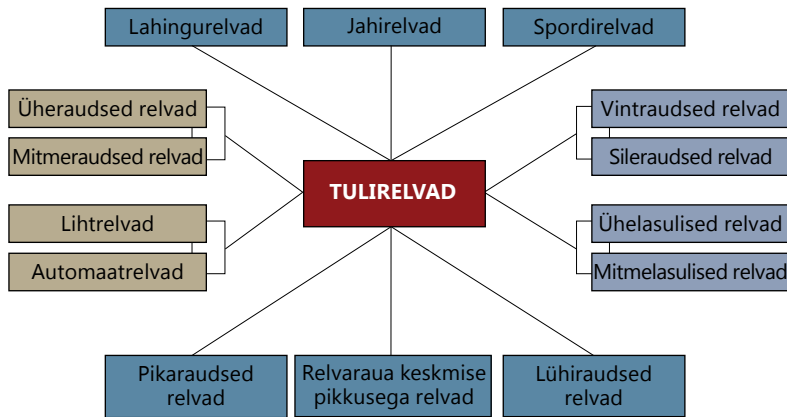 Lahingurelvad
Jahirelvad
Spordirelvad
Üheraudsed relvad
Mitmeraudsed relvad
Vintraudsed relvad
Sileraudsed relvad
TULIRELVAD
Lihtrelvad
Automaatrelvad
Ühelasulised relvad
Mitmelasulised relvad
Pikaraudsed
relvad
Relvaraua keskmise
pikkusega relvad
Lühiraudsed
relvad